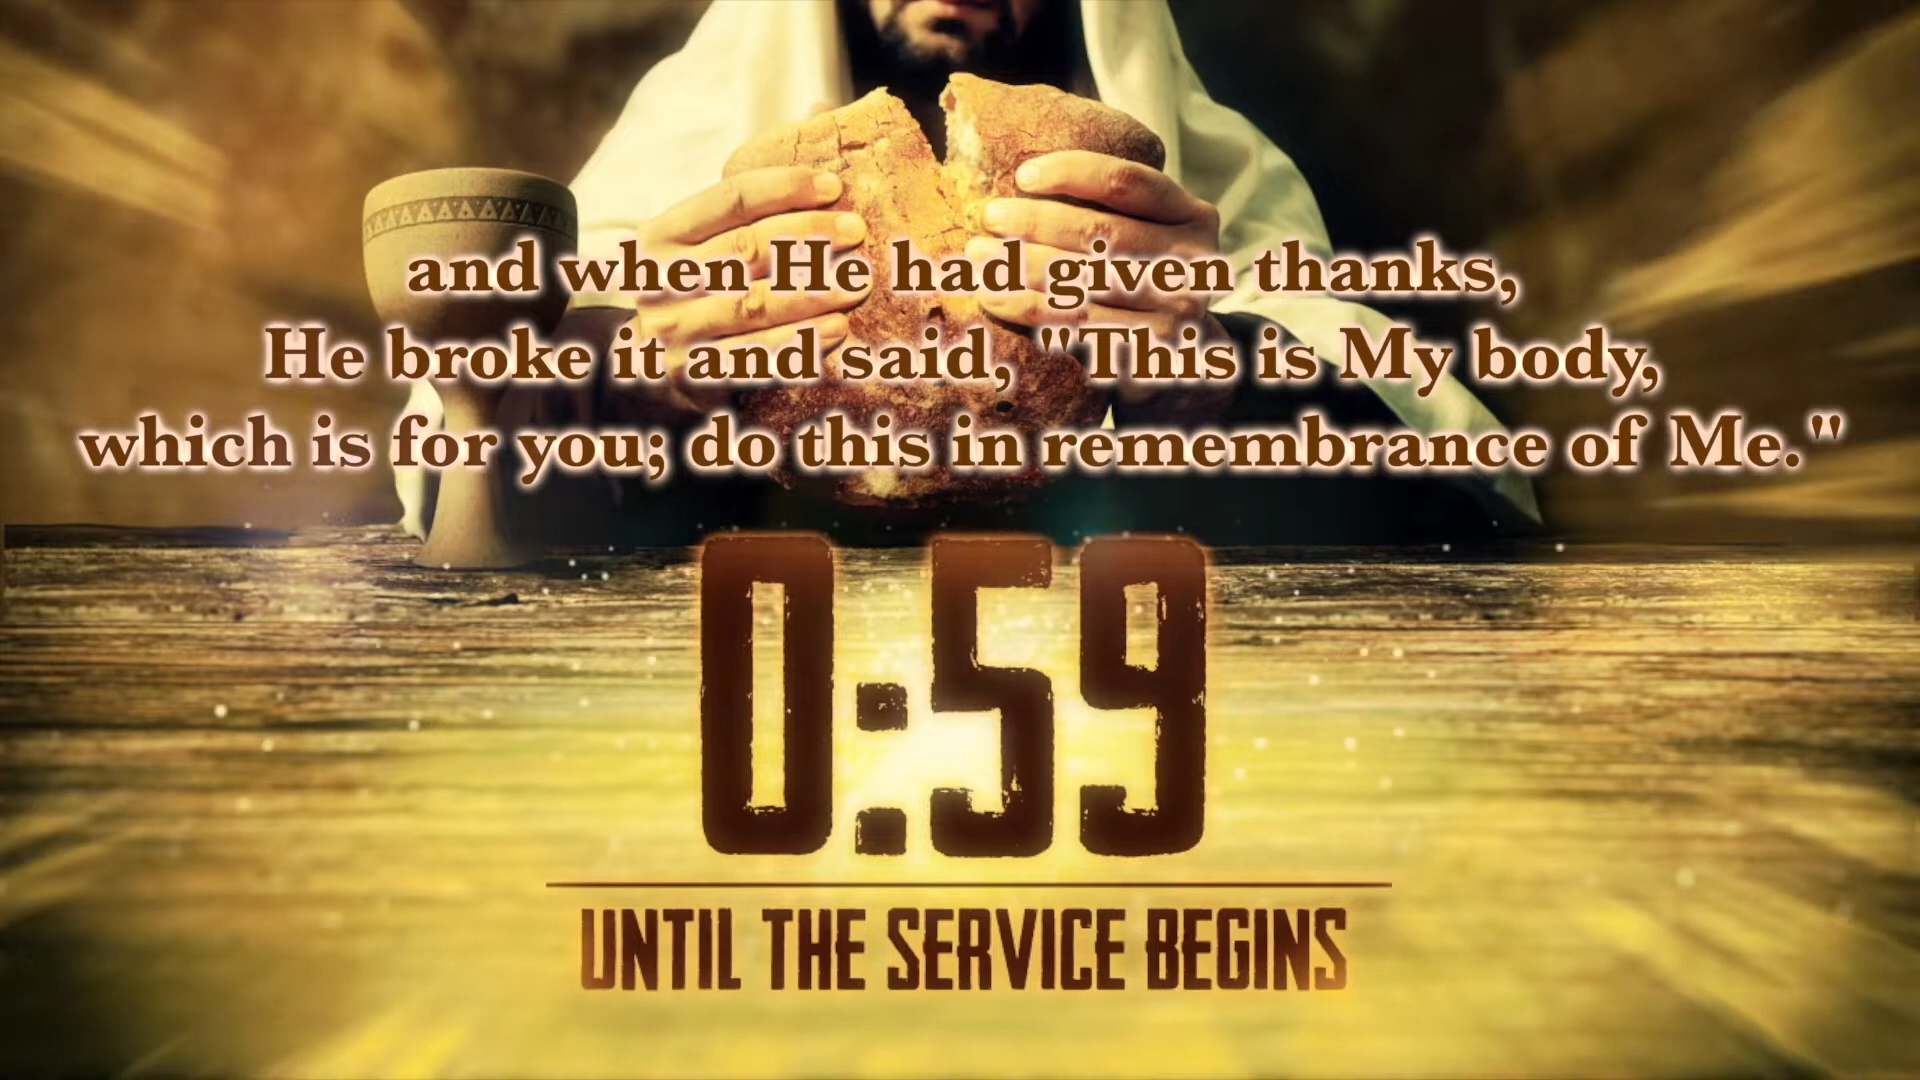 and when He had given thanks,
He broke it and said, "This is My body,
which is for you; do this in remembrance of Me."
0:59
UNTIL THE SERVICE BEGINS